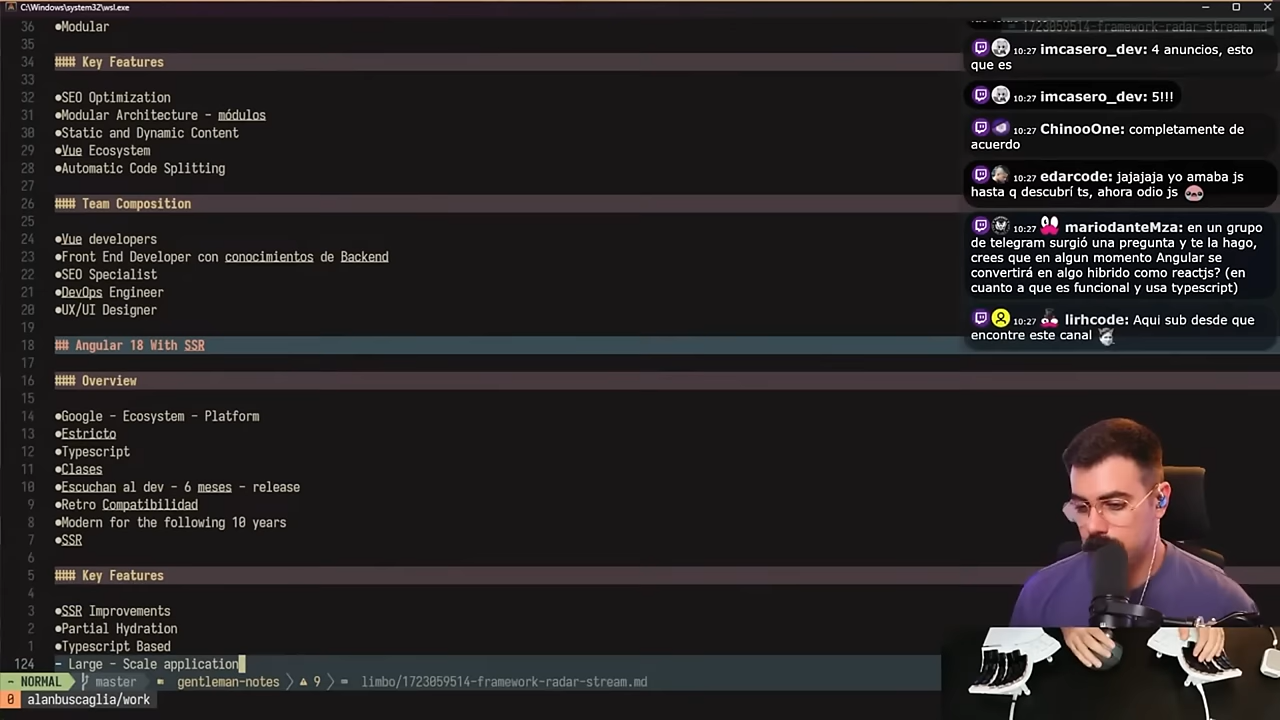 C:\Windows\system32\wsl.exe
36 ●Modular
35
34 ### Key Features
33
32 ●SEO Optimization
31 ●Modular Architecture - módulos
30 ●Static and Dynamic Content
29 ●Vue Ecosystem
28 ●Automatic Code Splitting
27
26 ### Team Composition
25
24 ●Vue developers
23 ●Front End Developer con conocimientos de Backend
22 ●SEO Specialist
21 ●DevOps Engineer
20 ●UX/UI Designer
19
18 ## Angular 18 With SSR
17
16 ### Overview
15
14 ●Google - Ecosystem - Platform
13 ●Estricto
12 ●Typescript
11 ●Clases
10 ●Escuchan al dev - 6 meses - release
9 ●Retro Compatibilidad
8 ●Modern for the following 10 years
7 ●SSR
6
5 ### Key Features
4
3 ●SSR Improvements
2 ●Partial Hydration
1 ●Typescript Based
124 - Large - Scale application
- NORMAL master gentleman-notes 9 limbo/1723059514-framework-radar-stream.md
0 alanbuscaglia/work
1723059514-framework-radar-stream.md
10:27 imcasero_dev: 4 anuncios, esto
que es
10:27 imcasero_dev: 5!!!
10:27 ChinooOne: completamente de
acuerdo
10:27 edarcode: jajajaja yo amaba js
hasta q descubrí ts, ahora odio js
10:27 mariodanteMza: en un grupo
de telegram surgió una pregunta y te la hago,
crees que en algun momento Angular se
convertirá en algo hibrido como reactjs? (en
cuanto a que es funcional y usa typescript)
10:27 lirhcode: Aqui sub desde que
encontre este canal